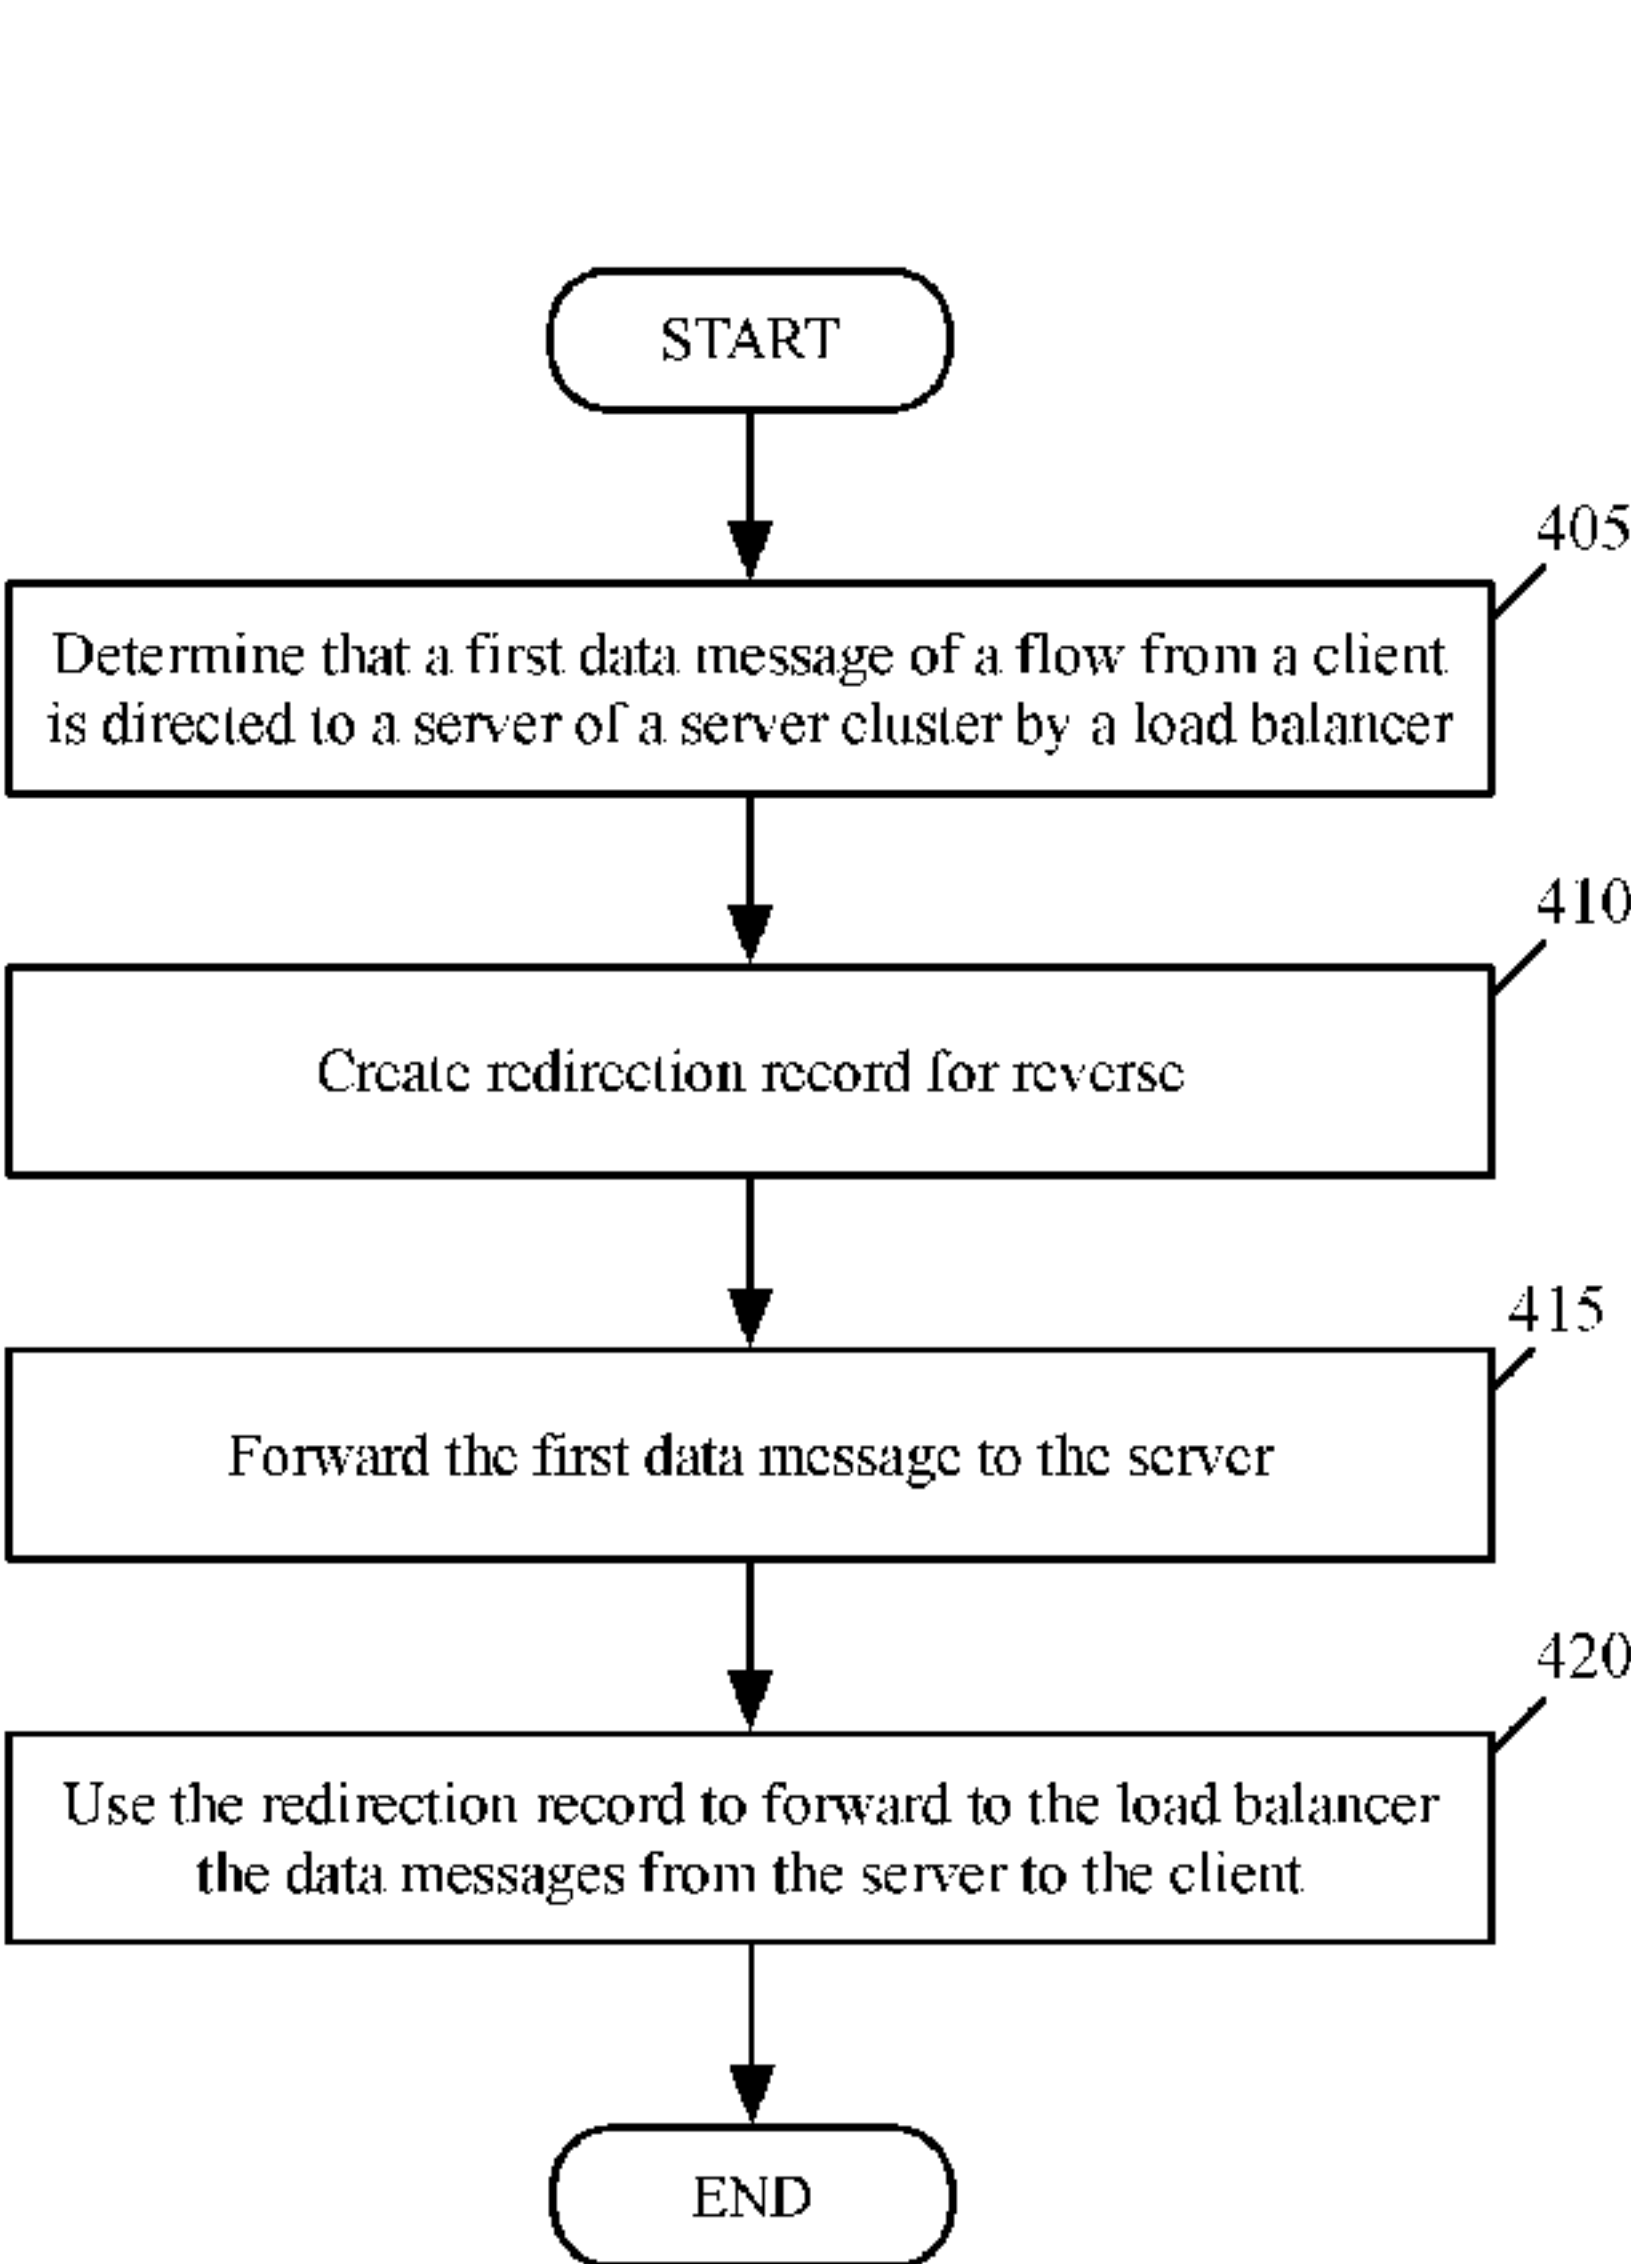 START
405
Determine that a first data message of a flow from a client
is directed to a server of a server cluster by a load balancer
410
Create redirection record for reverse
415
Forward the first data message to the server
420
Use the redirection record to forward to the load balancer
the data messages from the server to the client
END